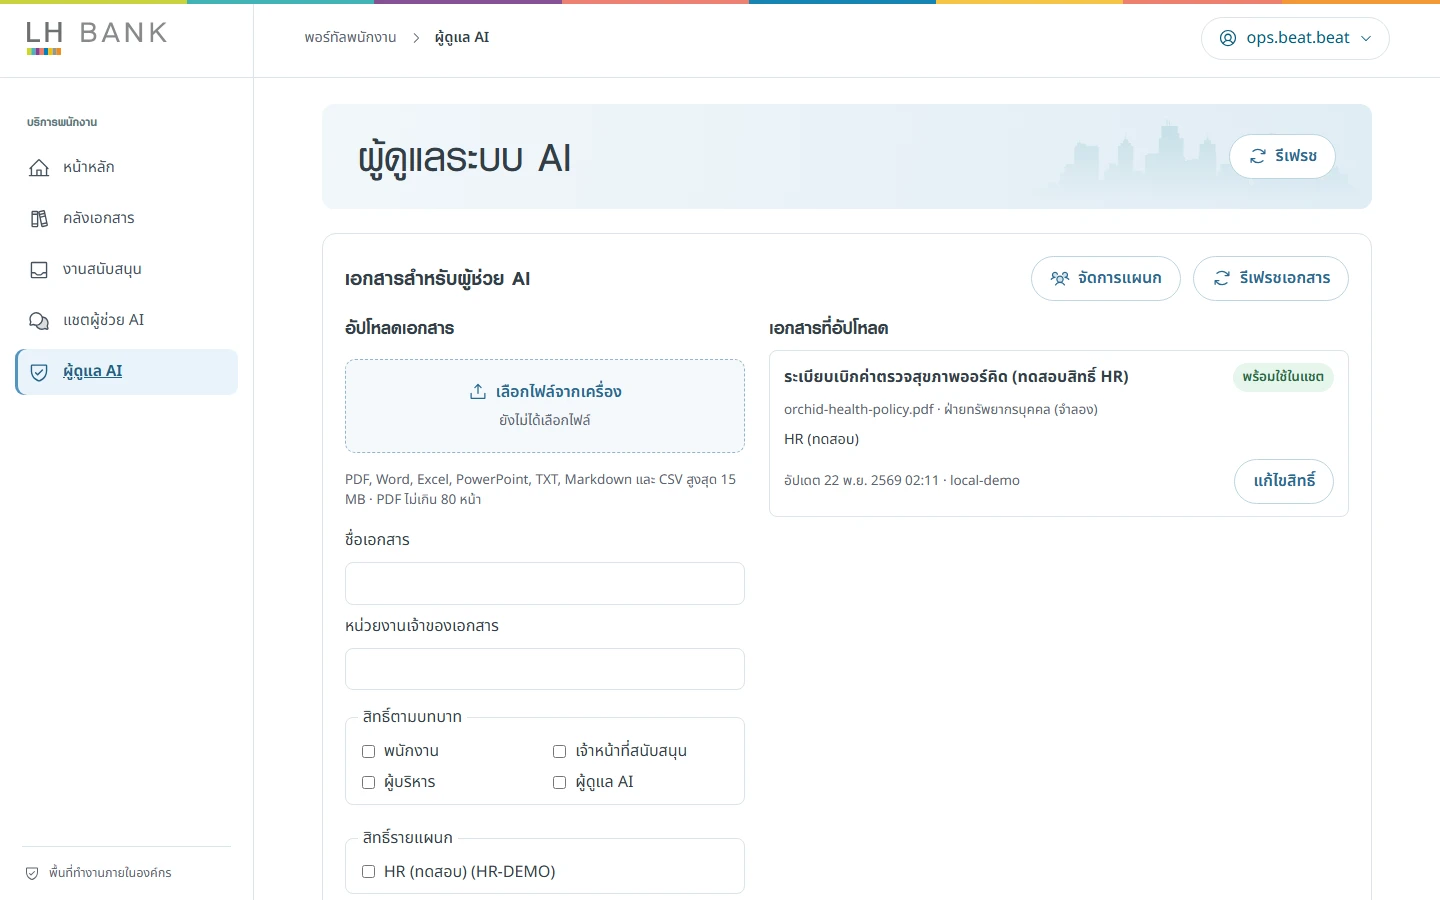 LH BANK
พอร์ทัลพนักงาน > ผู้ดูแล AI
ops.beat.beat
บริการพนักงาน
หน้าหลัก
คลังเอกสาร
งานสนับสนุน
แชตผู้ช่วย AI
ผู้ดูแล AI
พื้นที่ทำงานภายในองค์กร
ผู้ดูแลระบบ AI
รีเฟรช
เอกสารสำหรับผู้ช่วย AI
จัดการแผนก
รีเฟรชเอกสาร
อัปโหลดเอกสาร
เลือกไฟล์จากเครื่อง
ยังไม่ได้เลือกไฟล์
PDF, Word, Excel, PowerPoint, TXT, Markdown และ CSV สูงสุด 15
MB · PDF ไม่เกิน 80 หน้า
ชื่อเอกสาร
หน่วยงานเจ้าของเอกสาร
สิทธิ์ตามบทบาท
พนักงาน
เจ้าหน้าที่สนับสนุน
ผู้บริหาร
ผู้ดูแล AI
สิทธิ์รายแผนก
HR (ทดสอบ) (HR-DEMO)
เอกสารที่อัปโหลด
ระเบียบเบิกค่าตรวจสุขภาพออร์คิด (ทดสอบสิทธิ์ HR)
พร้อมใช้ในแชต
orchid-health-policy.pdf · ฝ่ายทรัพยากรบุคคล (จำลอง)
HR (ทดสอบ)
อัปเดต 22 พ.ย. 2569 02:11 · local-demo
แก้ไขสิทธิ์